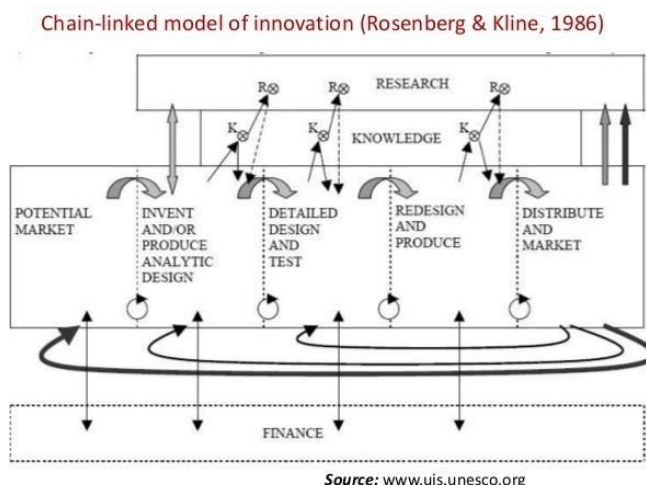 Chain-linked model of innovation (Rosenberg & Kline, 1986)
R R RESEARCH R
K K KNOWLEDGE K
POTENTIAL
MARKET
INVENT
AND/OR
PRODUCE
ANALYTIC
DESIGN
DETAILED
DESIGN
AND
TEST
REDESIGN
AND
PRODUCE
DISTRIBUTE
AND
MARKET
FINANCE
Source: www.uis.unesco.org